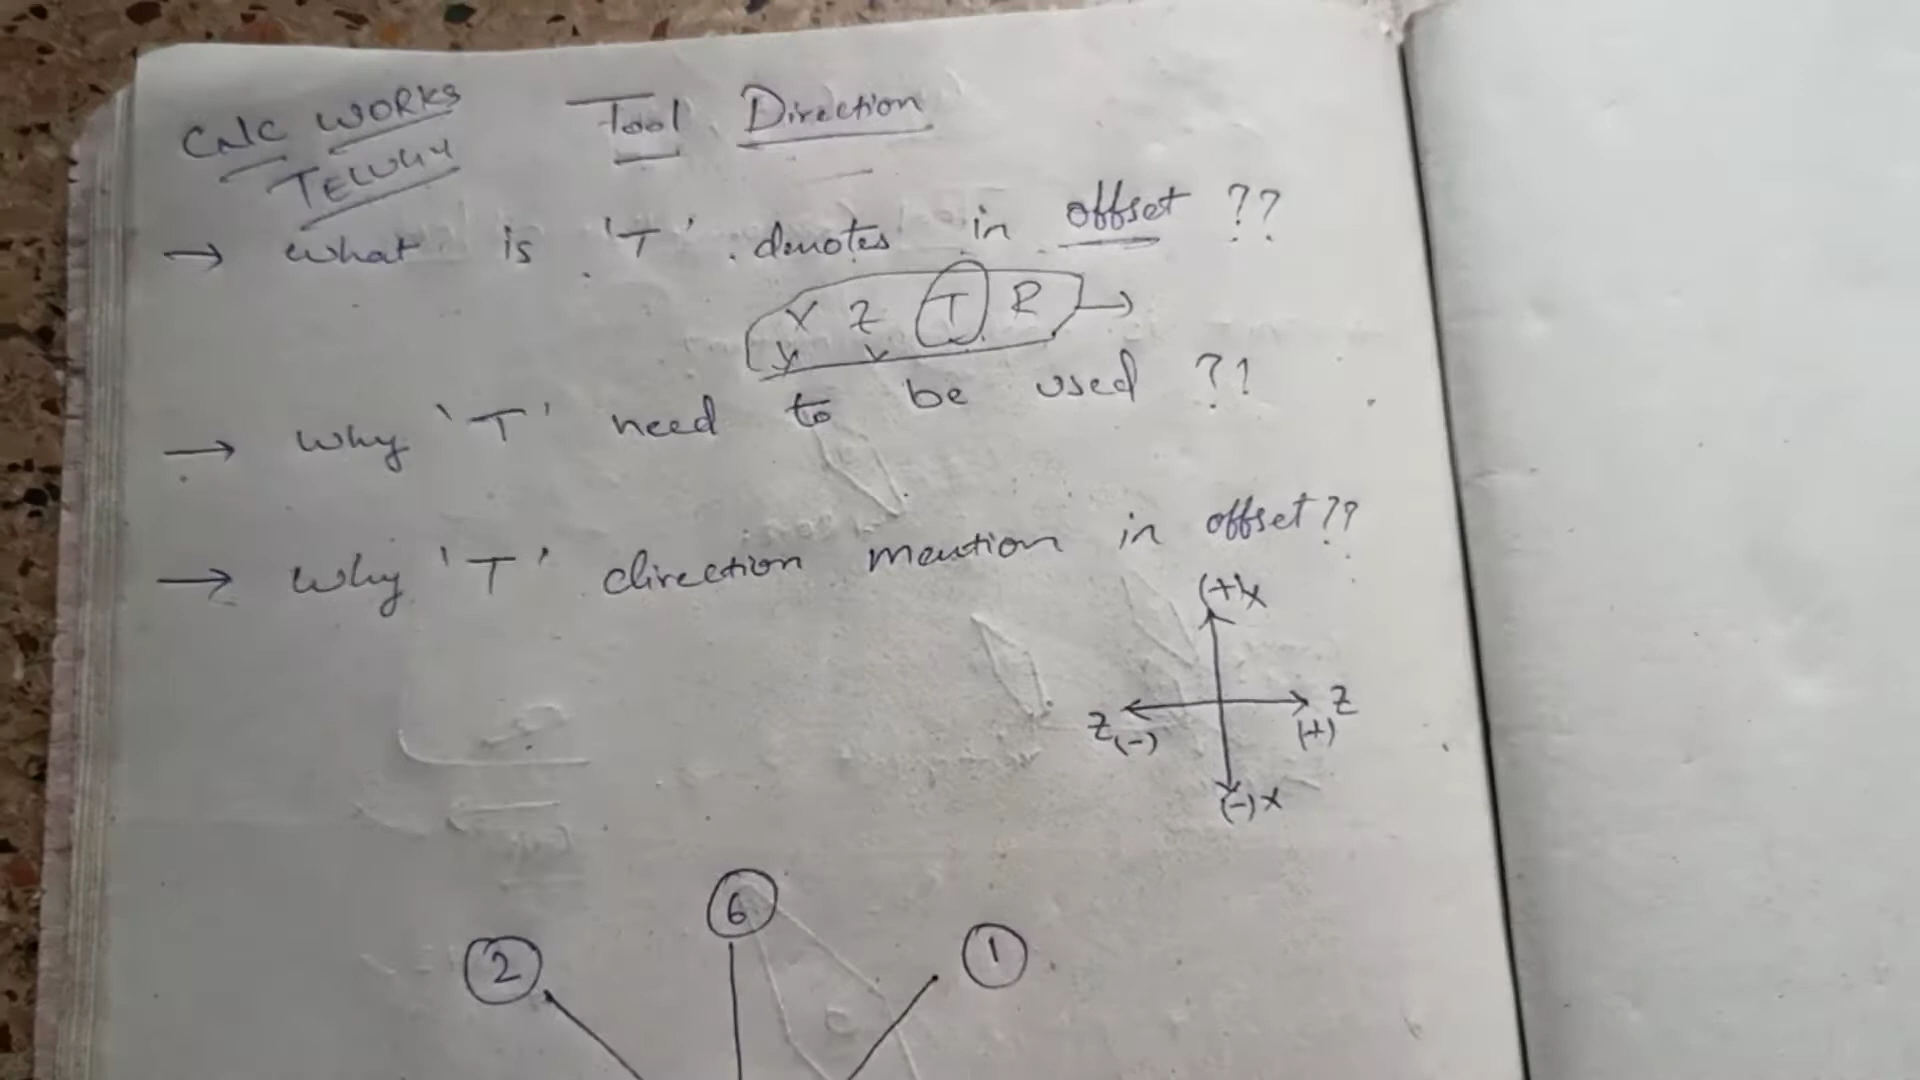 CNC WORKS
TELUGU
Tool Direction
→ what is 'T' denotes in offset ??
X Z T R →
→ why 'T' need to be used ??
→ why 'T' direction mention in offset??
(+)X
Z(-)
Z(+)
(-)X
6
2
1